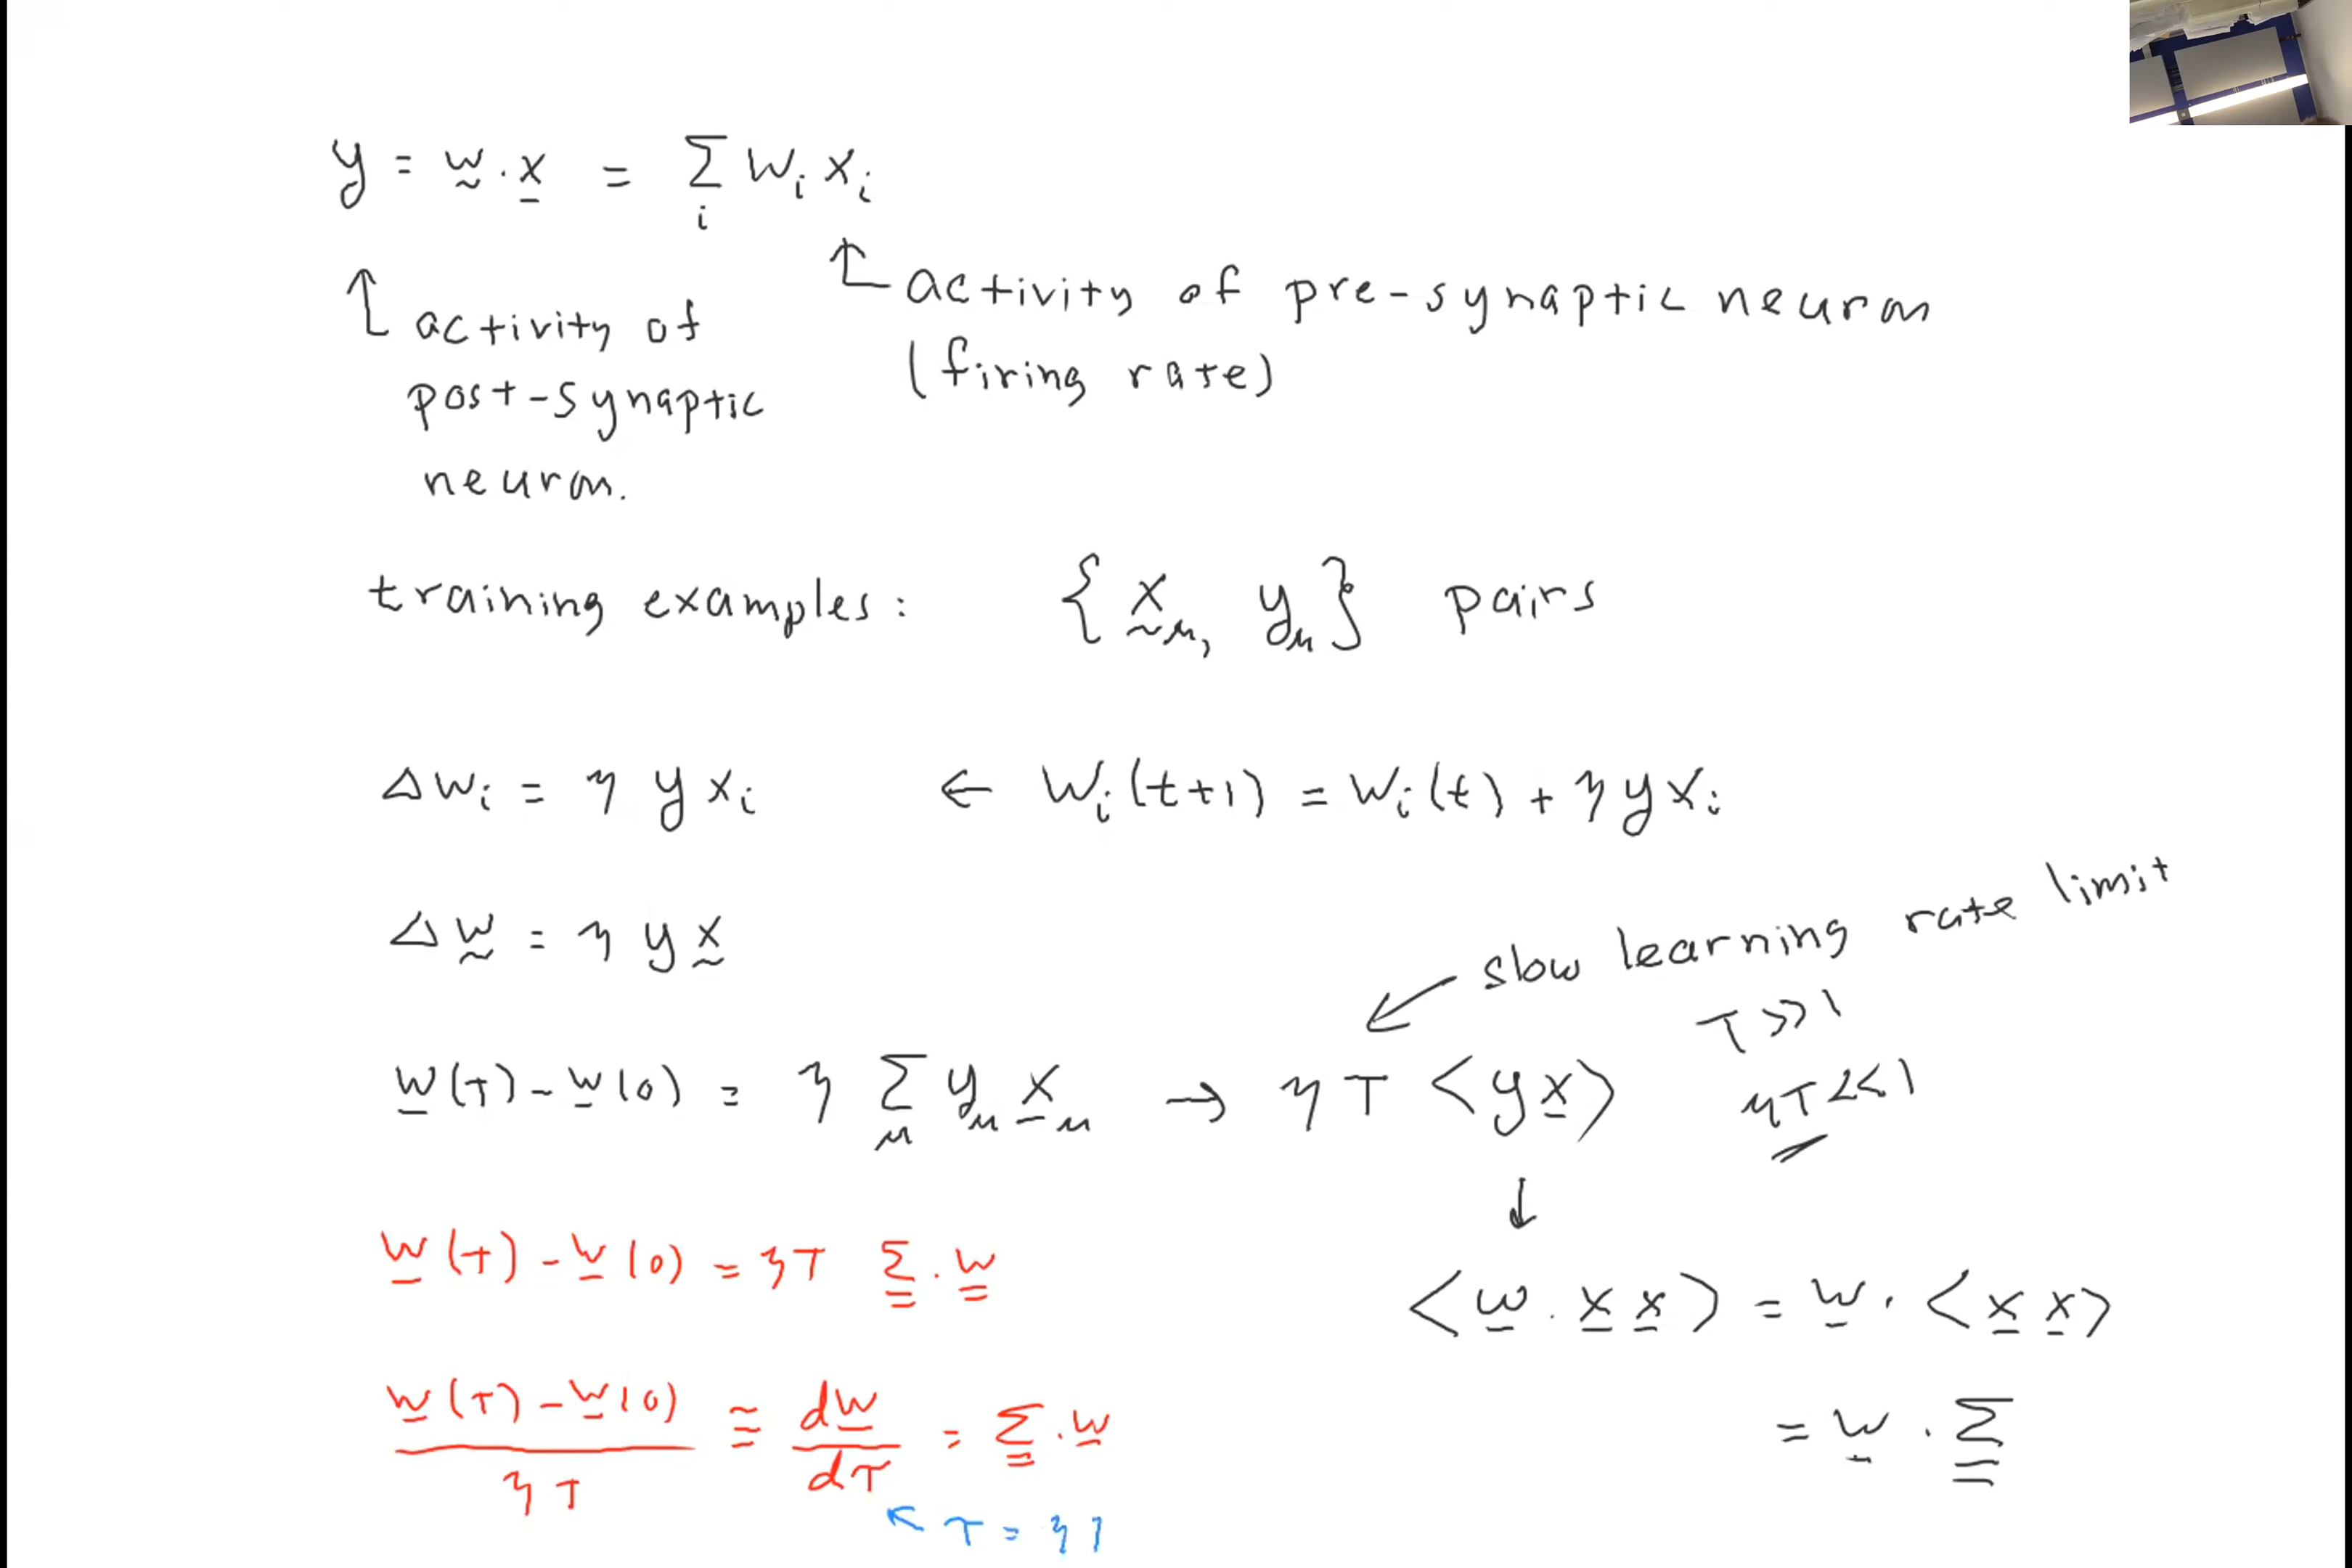 y = w · x = Σ_i w_i x_i
↑ activity of post-synaptic neuron.
↑ activity of pre-synaptic neuron
(firing rate)
training examples: { x_μ, y_μ } pairs
Δw_i = η y x_i ← w_i(t+1) = w_i(t) + η y x_i
Δw = η y x
slow learning rate limit
T >> 1
ηT << 1
w(T) - w(0) = η Σ_μ y_μ x_μ → η T <y x>
↓
w(T) - w(0) = ηT Σ · w
<w · x x> = w · <x x>
= w · Σ
(w(T) - w(0)) / ηT ≅ dw/dτ = Σ · w
↖ τ = η